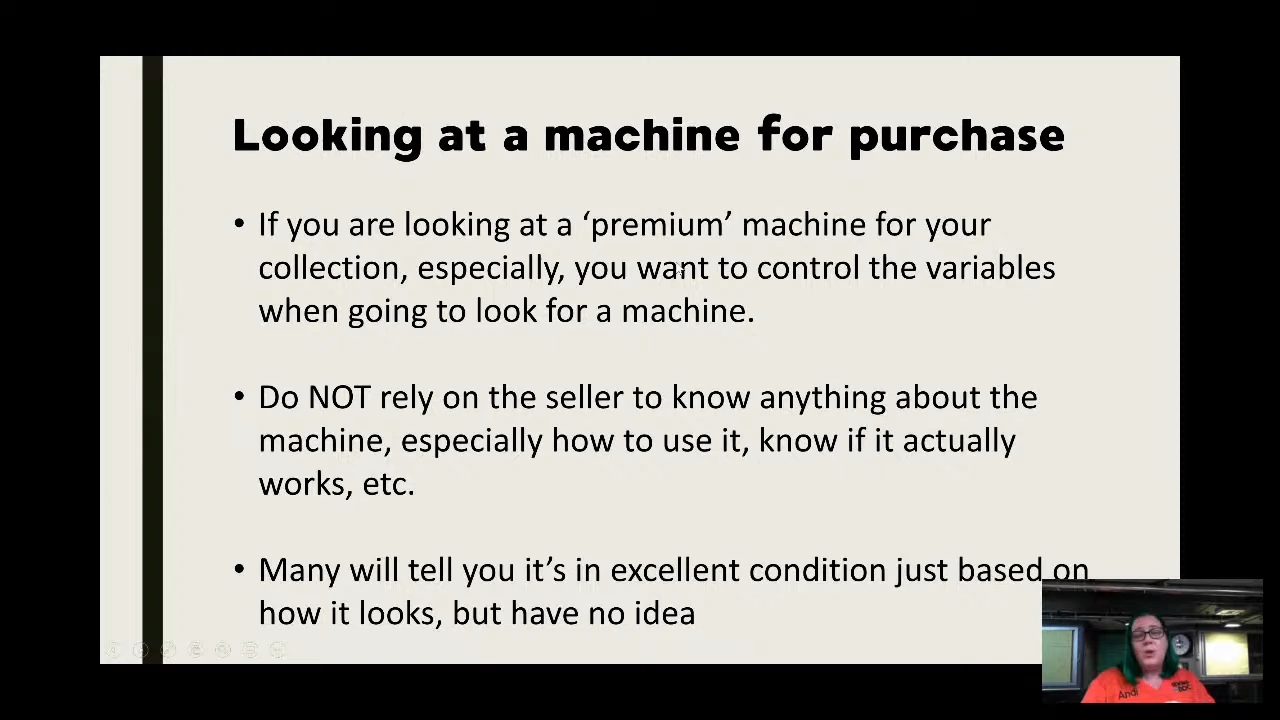 Looking at a machine for purchase
• If you are looking at a ‘premium’ machine for your
collection, especially, you want to control the variables
when going to look for a machine.
• Do NOT rely on the seller to know anything about the
machine, especially how to use it, know if it actually
works, etc.
• Many will tell you it’s in excellent condition just based on
how it looks, but have no idea
Andi